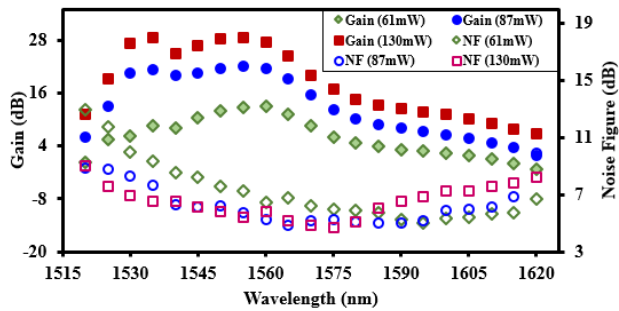 Gain (61mW) Gain (87mW)
Gain (130mW) NF (61mW)
NF (87mW) NF (130mW)
28
16
4
-8
-20
Gain (dB)
19
15
11
7
3
Noise Figure (dB)
1515 1530 1545 1560 1575 1590 1605 1620
Wavelength (nm)